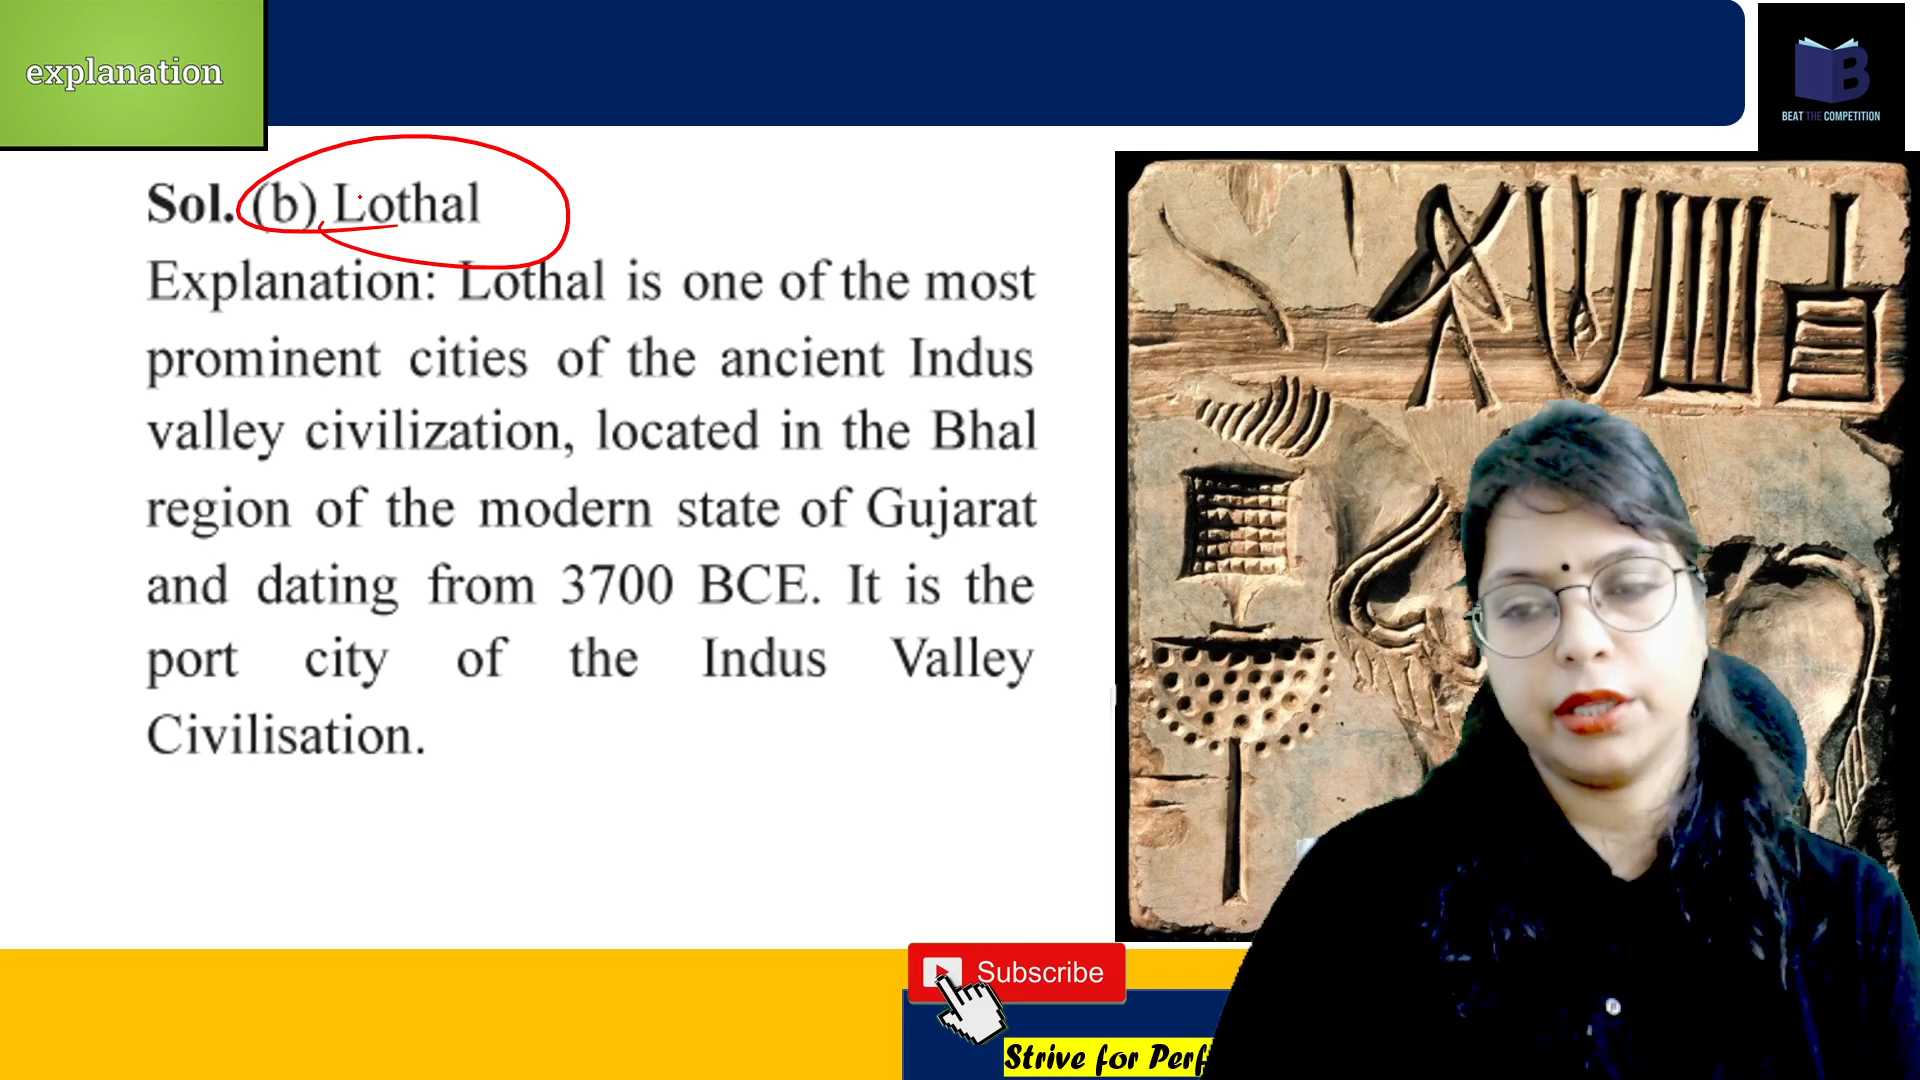 explanation
BEAT THE COMPETITION
Sol. (b) Lothal
Explanation: Lothal is one of the most
prominent cities of the ancient Indus
valley civilization, located in the Bhal
region of the modern state of Gujarat
and dating from 3700 BCE. It is the
port city of the Indus Valley
Civilisation.
Subscribe
Strive for